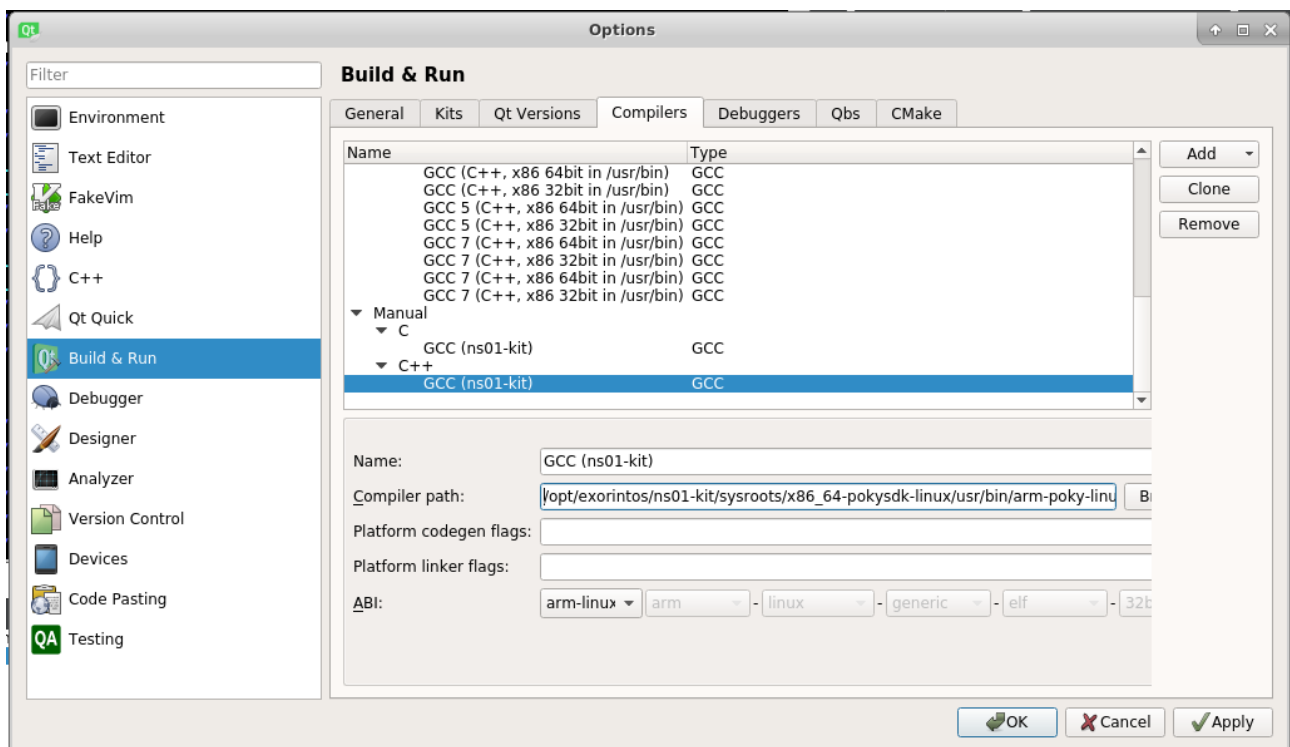 Options
Filter
Environment
Text Editor
FakeVim
Help
C++
Qt Quick
Build & Run
Debugger
Designer
Analyzer
Version Control
Devices
Code Pasting
QA Testing
Build & Run
General Kits Qt Versions Compilers Debuggers Qbs CMake
Name Type
GCC (C++, x86 64bit in /usr/bin) GCC
GCC (C++, x86 32bit in /usr/bin) GCC
GCC 5 (C++, x86 64bit in /usr/bin) GCC
GCC 5 (C++, x86 32bit in /usr/bin) GCC
GCC 7 (C++, x86 64bit in /usr/bin) GCC
GCC 7 (C++, x86 32bit in /usr/bin) GCC
GCC 7 (C++, x86 64bit in /usr/bin) GCC
GCC 7 (C++, x86 32bit in /usr/bin) GCC
Manual
C
GCC (ns01-kit) GCC
C++
GCC (ns01-kit) GCC
Add
Clone
Remove
Name: GCC (ns01-kit)
Compiler path: /opt/exorintos/ns01-kit/sysroots/x86_64-pokysdk-linux/usr/bin/arm-poky-linu
Platform codegen flags:
Platform linker flags:
ABI: arm-linux arm - linux - generic - elf - 32b
OK Cancel Apply